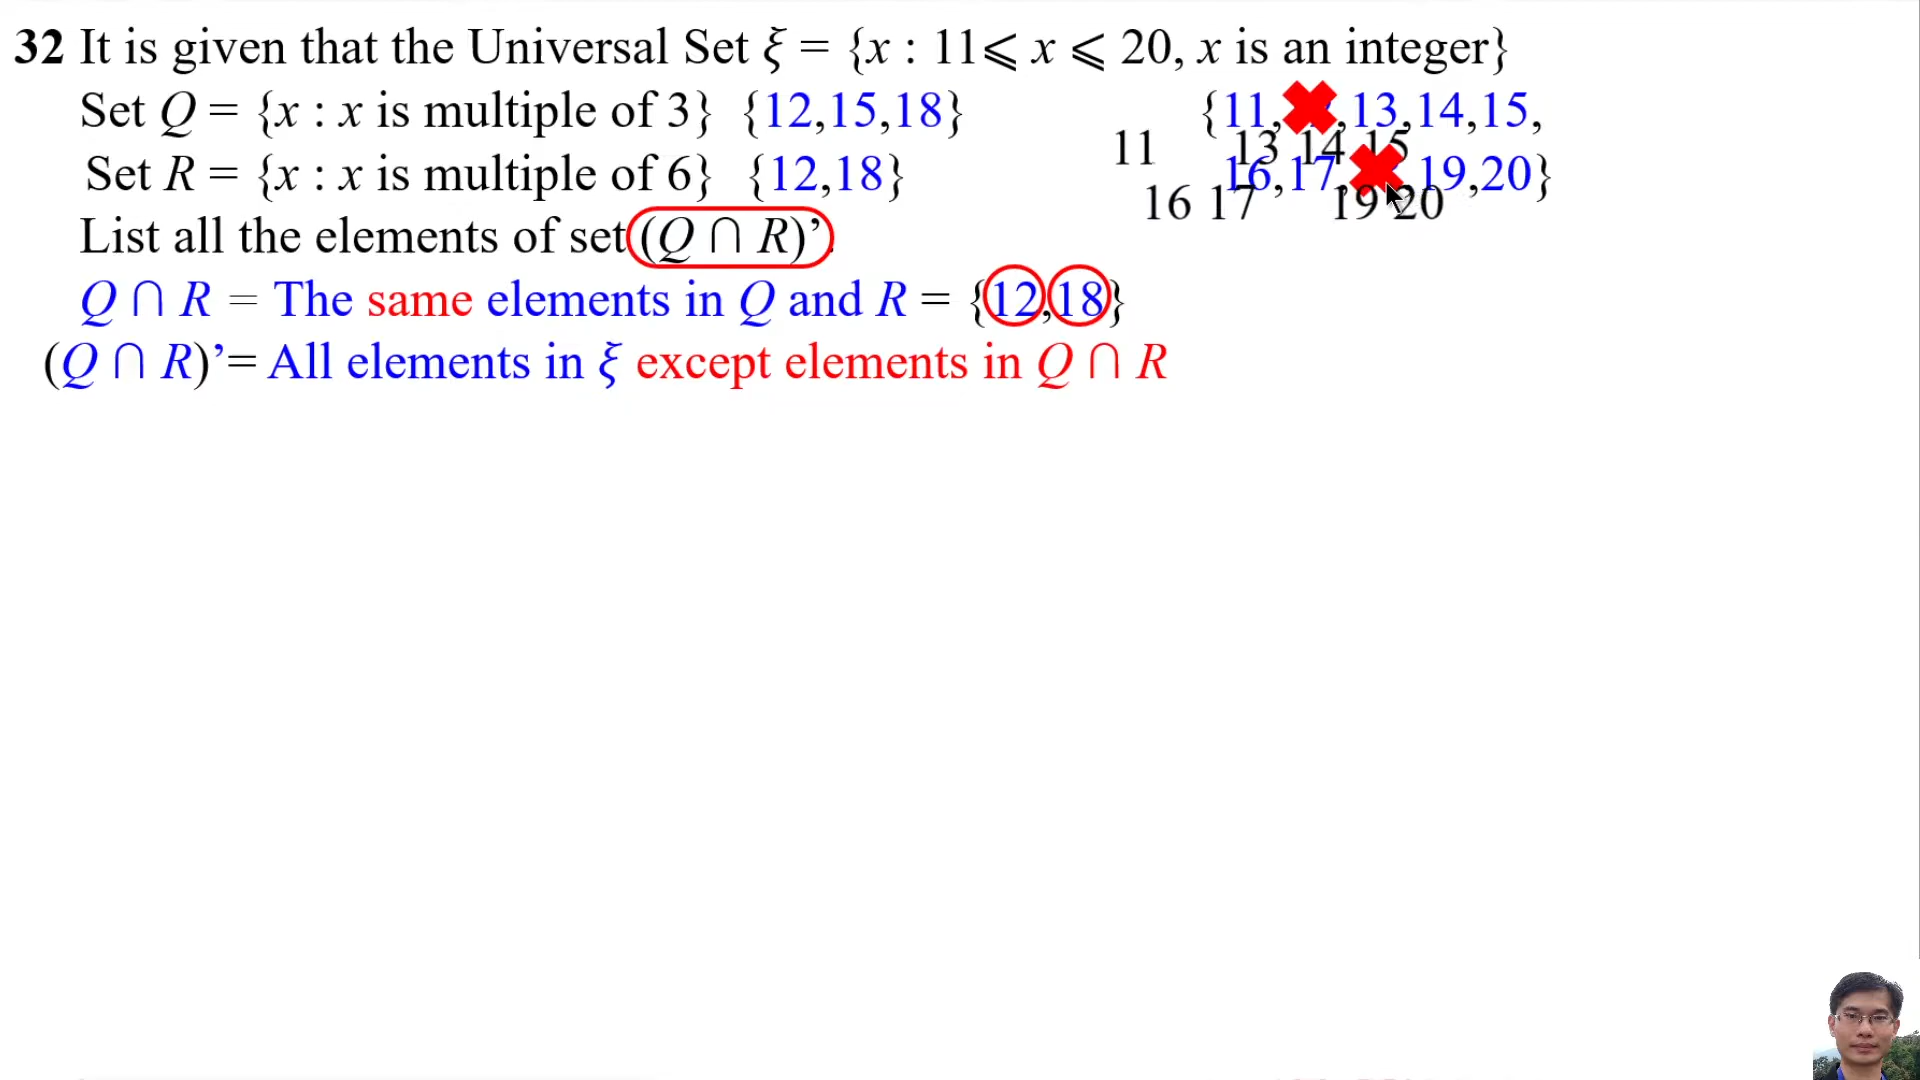 32 It is given that the Universal Set ξ = {x : 11⩽ x ⩽ 20, x is an integer}
Set Q = {x : x is multiple of 3} {12,15,18} {11, ,13,14,15,
11 13 14 15
Set R = {x : x is multiple of 6} {12,18} 16,17, ,19,20}
16 17 19 20
List all the elements of set (Q ∩ R)’.
Q ∩ R = The same elements in Q and R = {12,18}
(Q ∩ R)’= All elements in ξ except elements in Q ∩ R